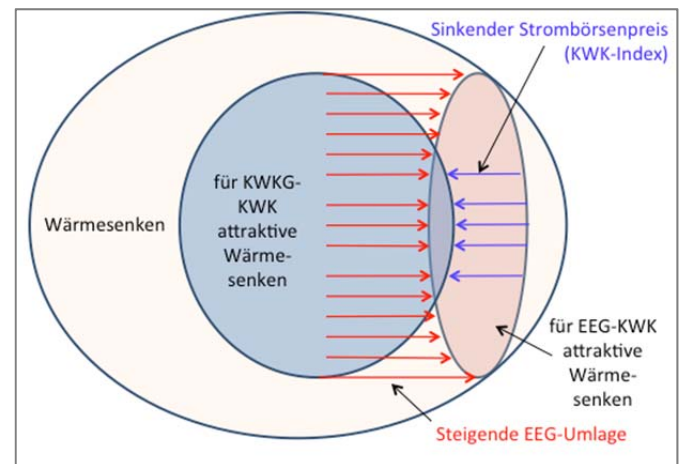 Sinkender Strombörsenpreis
(KWK-Index)
Wärmesenken
für KWKG-
KWK
attraktive
Wärme-
senken
für EEG-KWK
attraktive
Wärme-
senken
Steigende EEG-Umlage